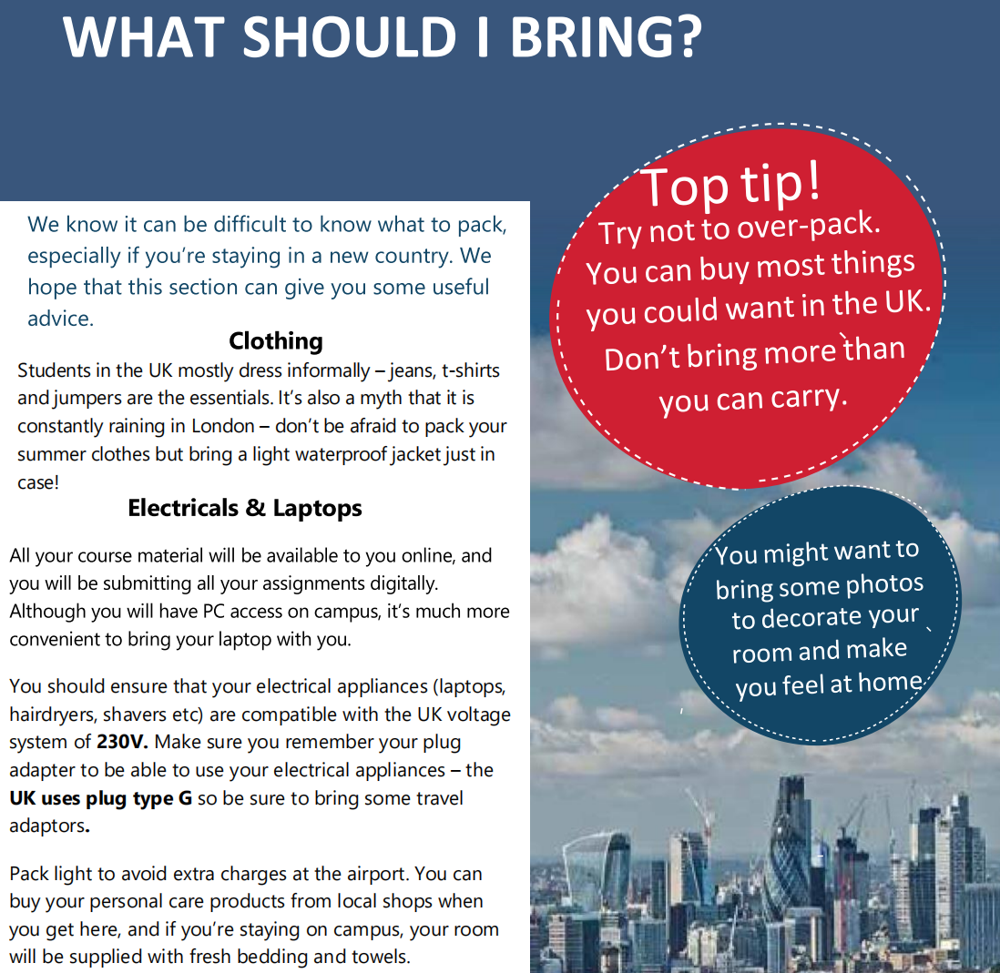 WHAT SHOULD I BRING?
We know it can be difficult to know what to pack,
especially if you’re staying in a new country. We
hope that this section can give you some useful
advice.
Clothing
Students in the UK mostly dress informally – jeans, t-shirts
and jumpers are the essentials. It’s also a myth that it is
constantly raining in London – don’t be afraid to pack your
summer clothes but bring a light waterproof jacket just in
case!
Electricals & Laptops
All your course material will be available to you online, and
you will be submitting all your assignments digitally.
Although you will have PC access on campus, it’s much more
convenient to bring your laptop with you.
You should ensure that your electrical appliances (laptops,
hairdryers, shavers etc) are compatible with the UK voltage
system of 230V. Make sure you remember your plug
adapter to be able to use your electrical appliances – the
UK uses plug type G so be sure to bring some travel
adaptors.
Pack light to avoid extra charges at the airport. You can
buy your personal care products from local shops when
you get here, and if you’re staying on campus, your room
will be supplied with fresh bedding and towels.
Top tip!
Try not to over-pack.
You can buy most things
you could want in the UK.
Don’t bring more than
you can carry.
You might want to
bring some photos
to decorate your
room and make
you feel at home.